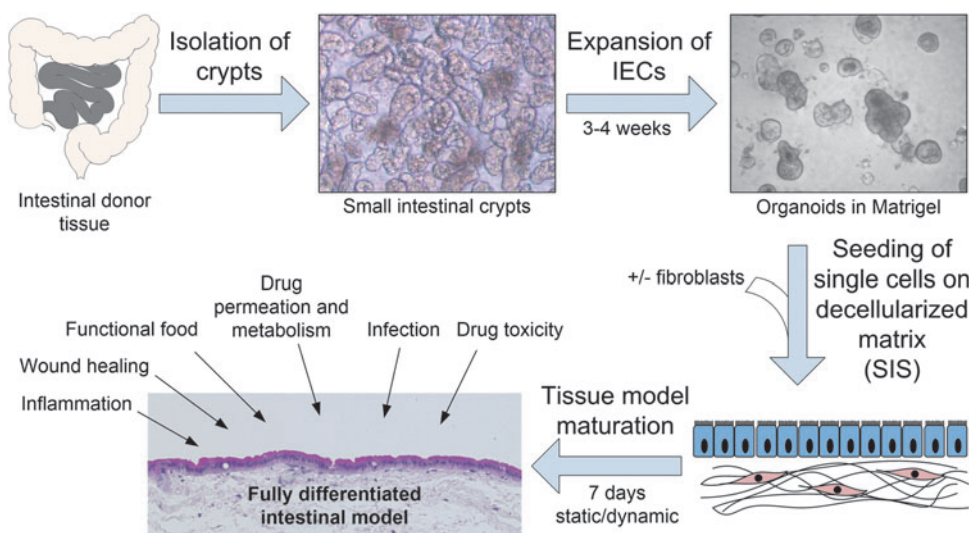 Isolation of
crypts
Expansion of
IECs
3-4 weeks
Intestinal donor
tissue
Small intestinal crypts
Organoids in Matrigel
+/- fibroblasts
Seeding of
single cells on
decellularized
matrix
(SIS)
Drug
permeation and
metabolism
Functional food
Infection
Drug toxicity
Wound healing
Inflammation
Tissue model
maturation
7 days
static/dynamic
Fully differentiated
intestinal model